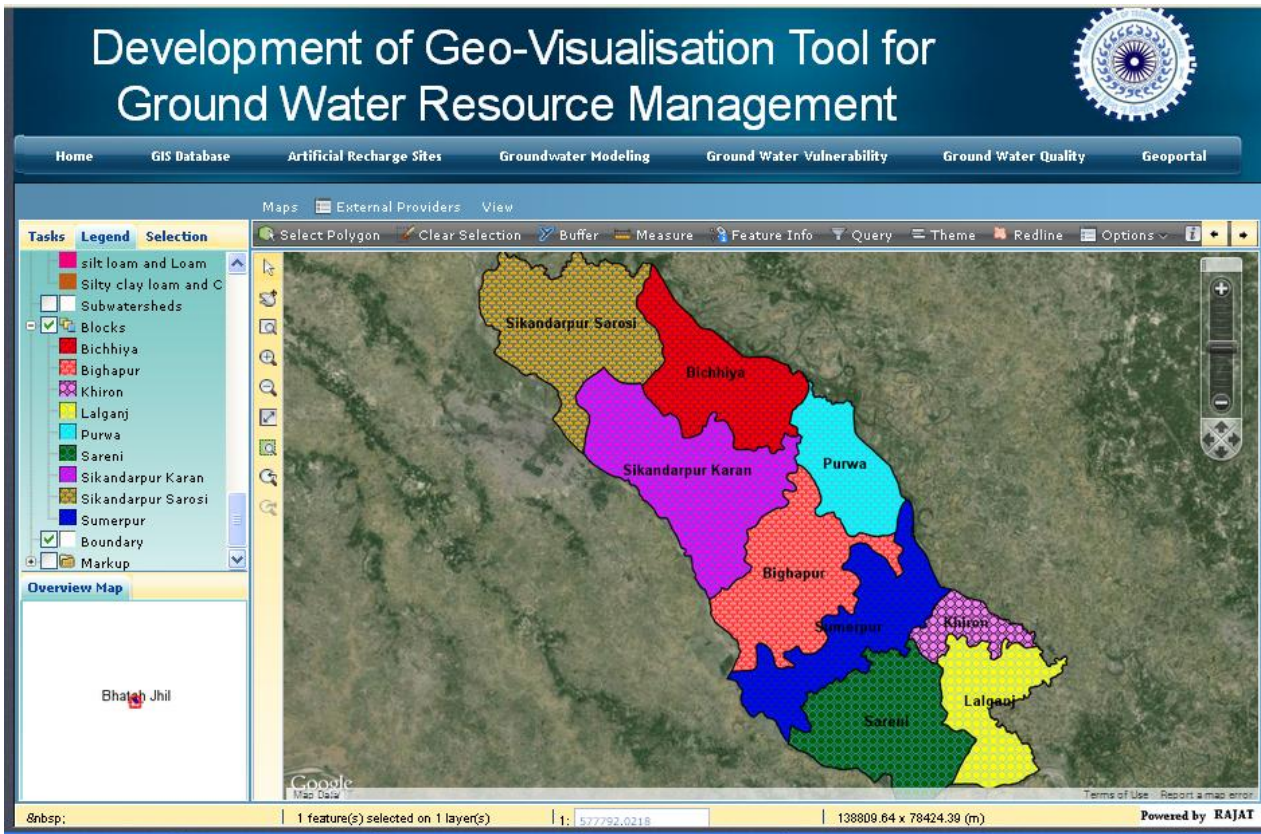 Development of Geo-Visualisation Tool for
Ground Water Resource Management
Home GIS Database Artificial Recharge Sites Groundwater Modeling Ground Water Vulnerability Ground Water Quality Geoportal
Maps External Providers View
Tasks Legend Selection
Select Polygon Clear Selection Buffer Measure Feature Info Query Theme Redline Options
silt loam and Loam
Silty clay loam and C
Subwatersheds
Blocks
Bichhiya
Bighapur
Khiron
Lalganj
Purwa
Sareni
Sikandarpur Karan
Sikandarpur Sarosi
Sumerpur
Boundary
Markup
Overview Map
Bhatah Jhil
Sikandarpur Sarosi
Bichhiya
Sikandarpur Karan
Purwa
Bighapur
Sumerpur
Khiron
Lalganj
Sareni
Google
Map Data
Terms of Use Report a map error
&nbsp; 1 feature(s) selected on 1 layer(s) 1: 577792.0218 138809.64 x 78424.39 (m) Powered by RAJAT